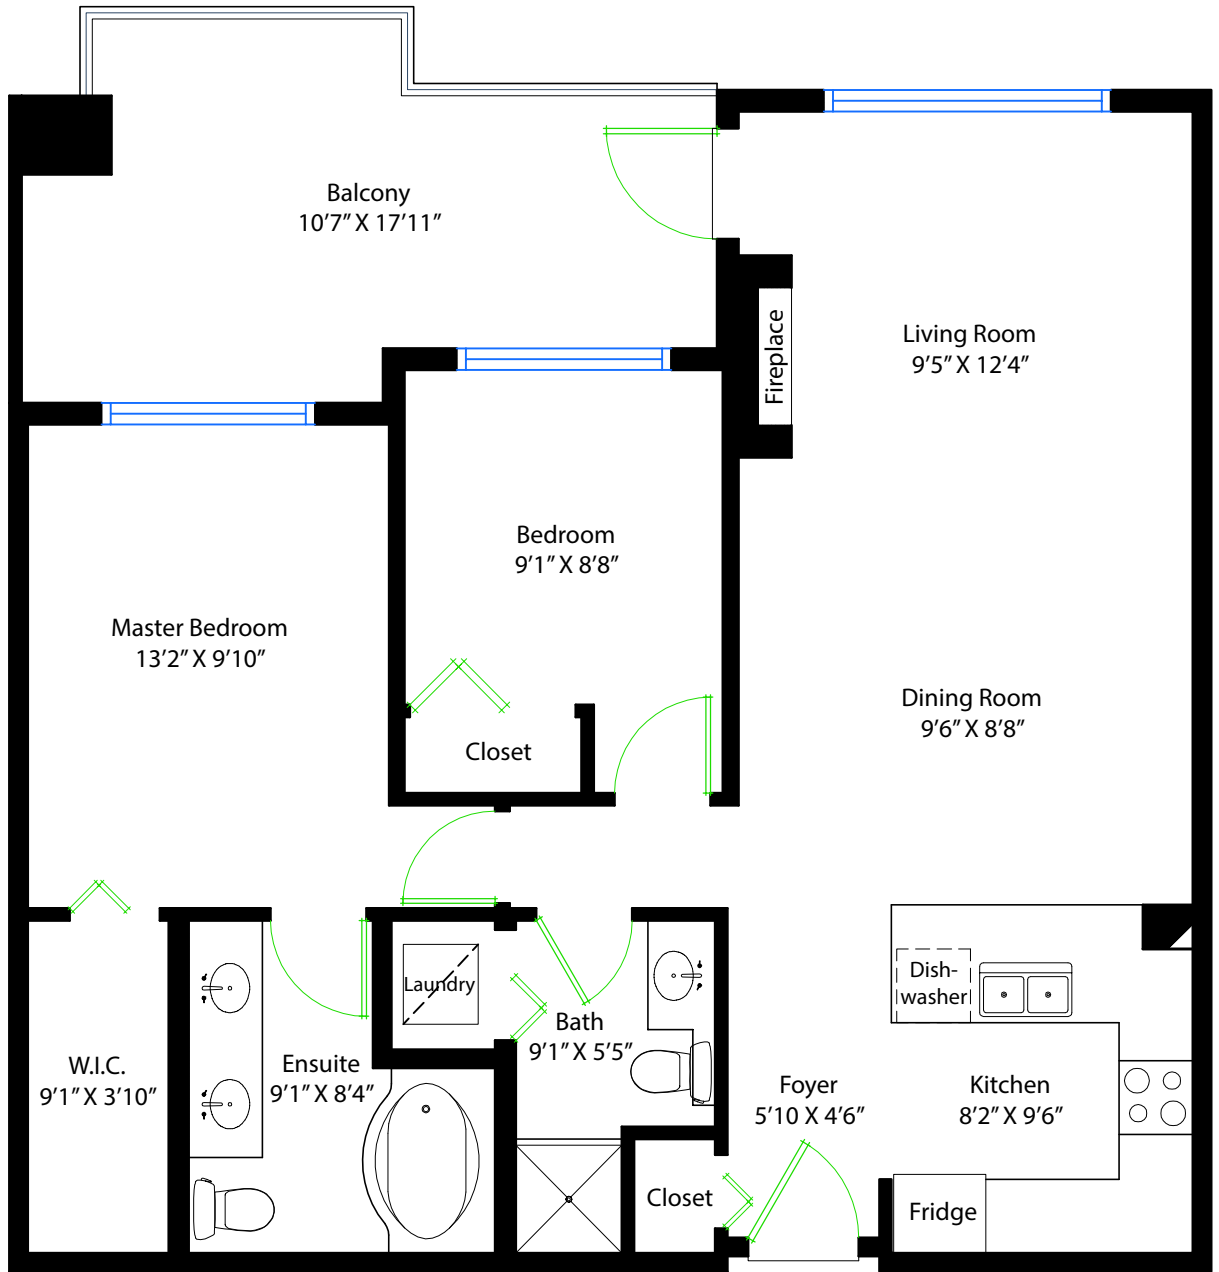 Balcony
10’7” X 17’11”
Living Room
9’5” X 12’4”
Fireplace
Bedroom
9’1” X 8’8”
Master Bedroom
13’2” X 9’10”
Dining Room
9’6” X 8’8”
Closet
Laundry
Dish-
washer
Bath
9’1” X 5’5”
W.I.C.
9’1” X 3’10”
Ensuite
9’1” X 8’4”
Foyer
5’10 X 4’6”
Kitchen
8’2” X 9’6”
Closet
Fridge